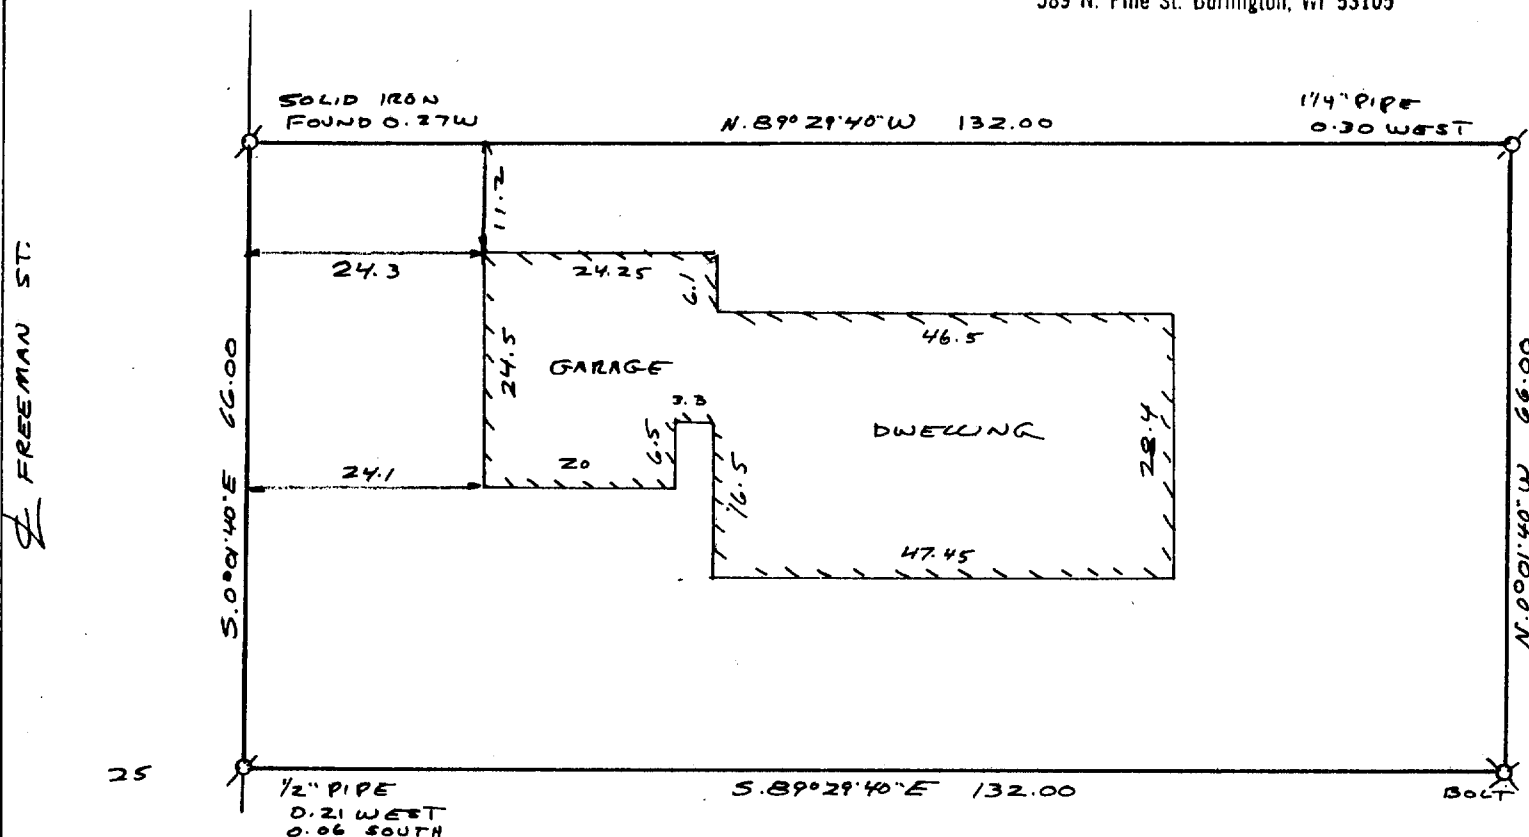 589 N. Pine St. Burlington, WI 53105
SOLID IRON
FOUND 0.27W
N.89°29'40"W 132.00
1 1/4" PIPE
0.30 WEST
11.2
24.3
24.25
6.1
46.5
℄ FREEMAN ST.
S.0°01'40"E 66.00
24.5
GARAGE
3.3
6.5
20
24.1
16.5
DWELLING
28.4
47.45
N.0°01'40"W 66.00
25
1/2" PIPE
0.21 WEST
0.06 SOUTH
S.89°29'40"E 132.00
BOLT